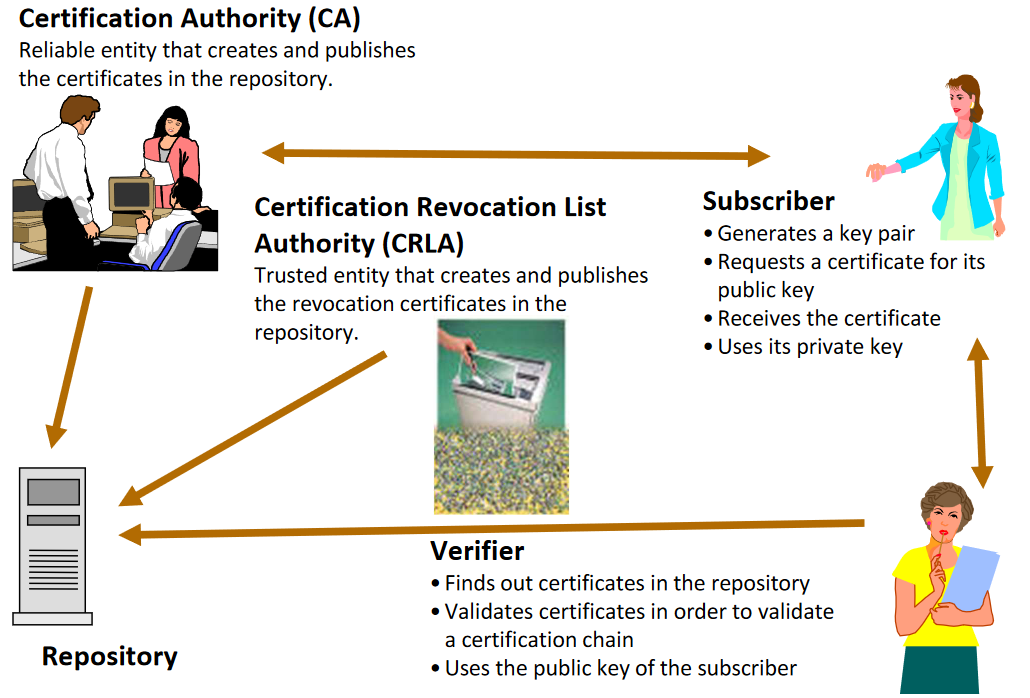 Certification Authority (CA)
Reliable entity that creates and publishes
the certificates in the repository.
Certification Revocation List
Authority (CRLA)
Trusted entity that creates and publishes
the revocation certificates in the
repository.
Subscriber
• Generates a key pair
• Requests a certificate for its
public key
• Receives the certificate
• Uses its private key
Verifier
• Finds out certificates in the repository
• Validates certificates in order to validate
a certification chain
• Uses the public key of the subscriber
Repository